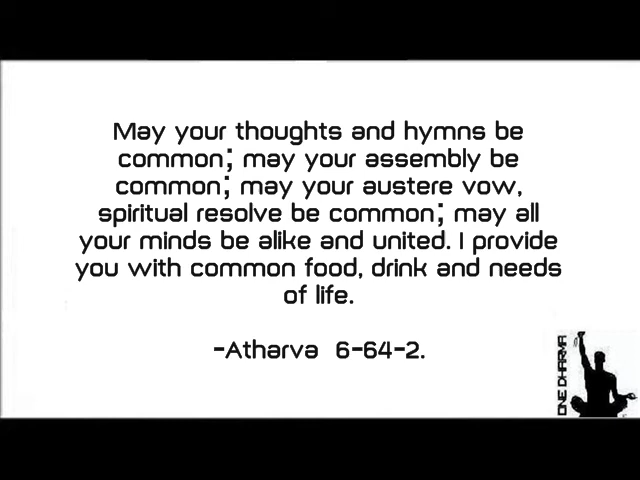 May your thoughts and hymns be
common; may your assembly be
common; may your austere vow,
spiritual resolve be common; may all
your minds be alike and united. I provide
you with common food, drink and needs
of life.
-Atharva 6-64-2.
ONE DHARMA